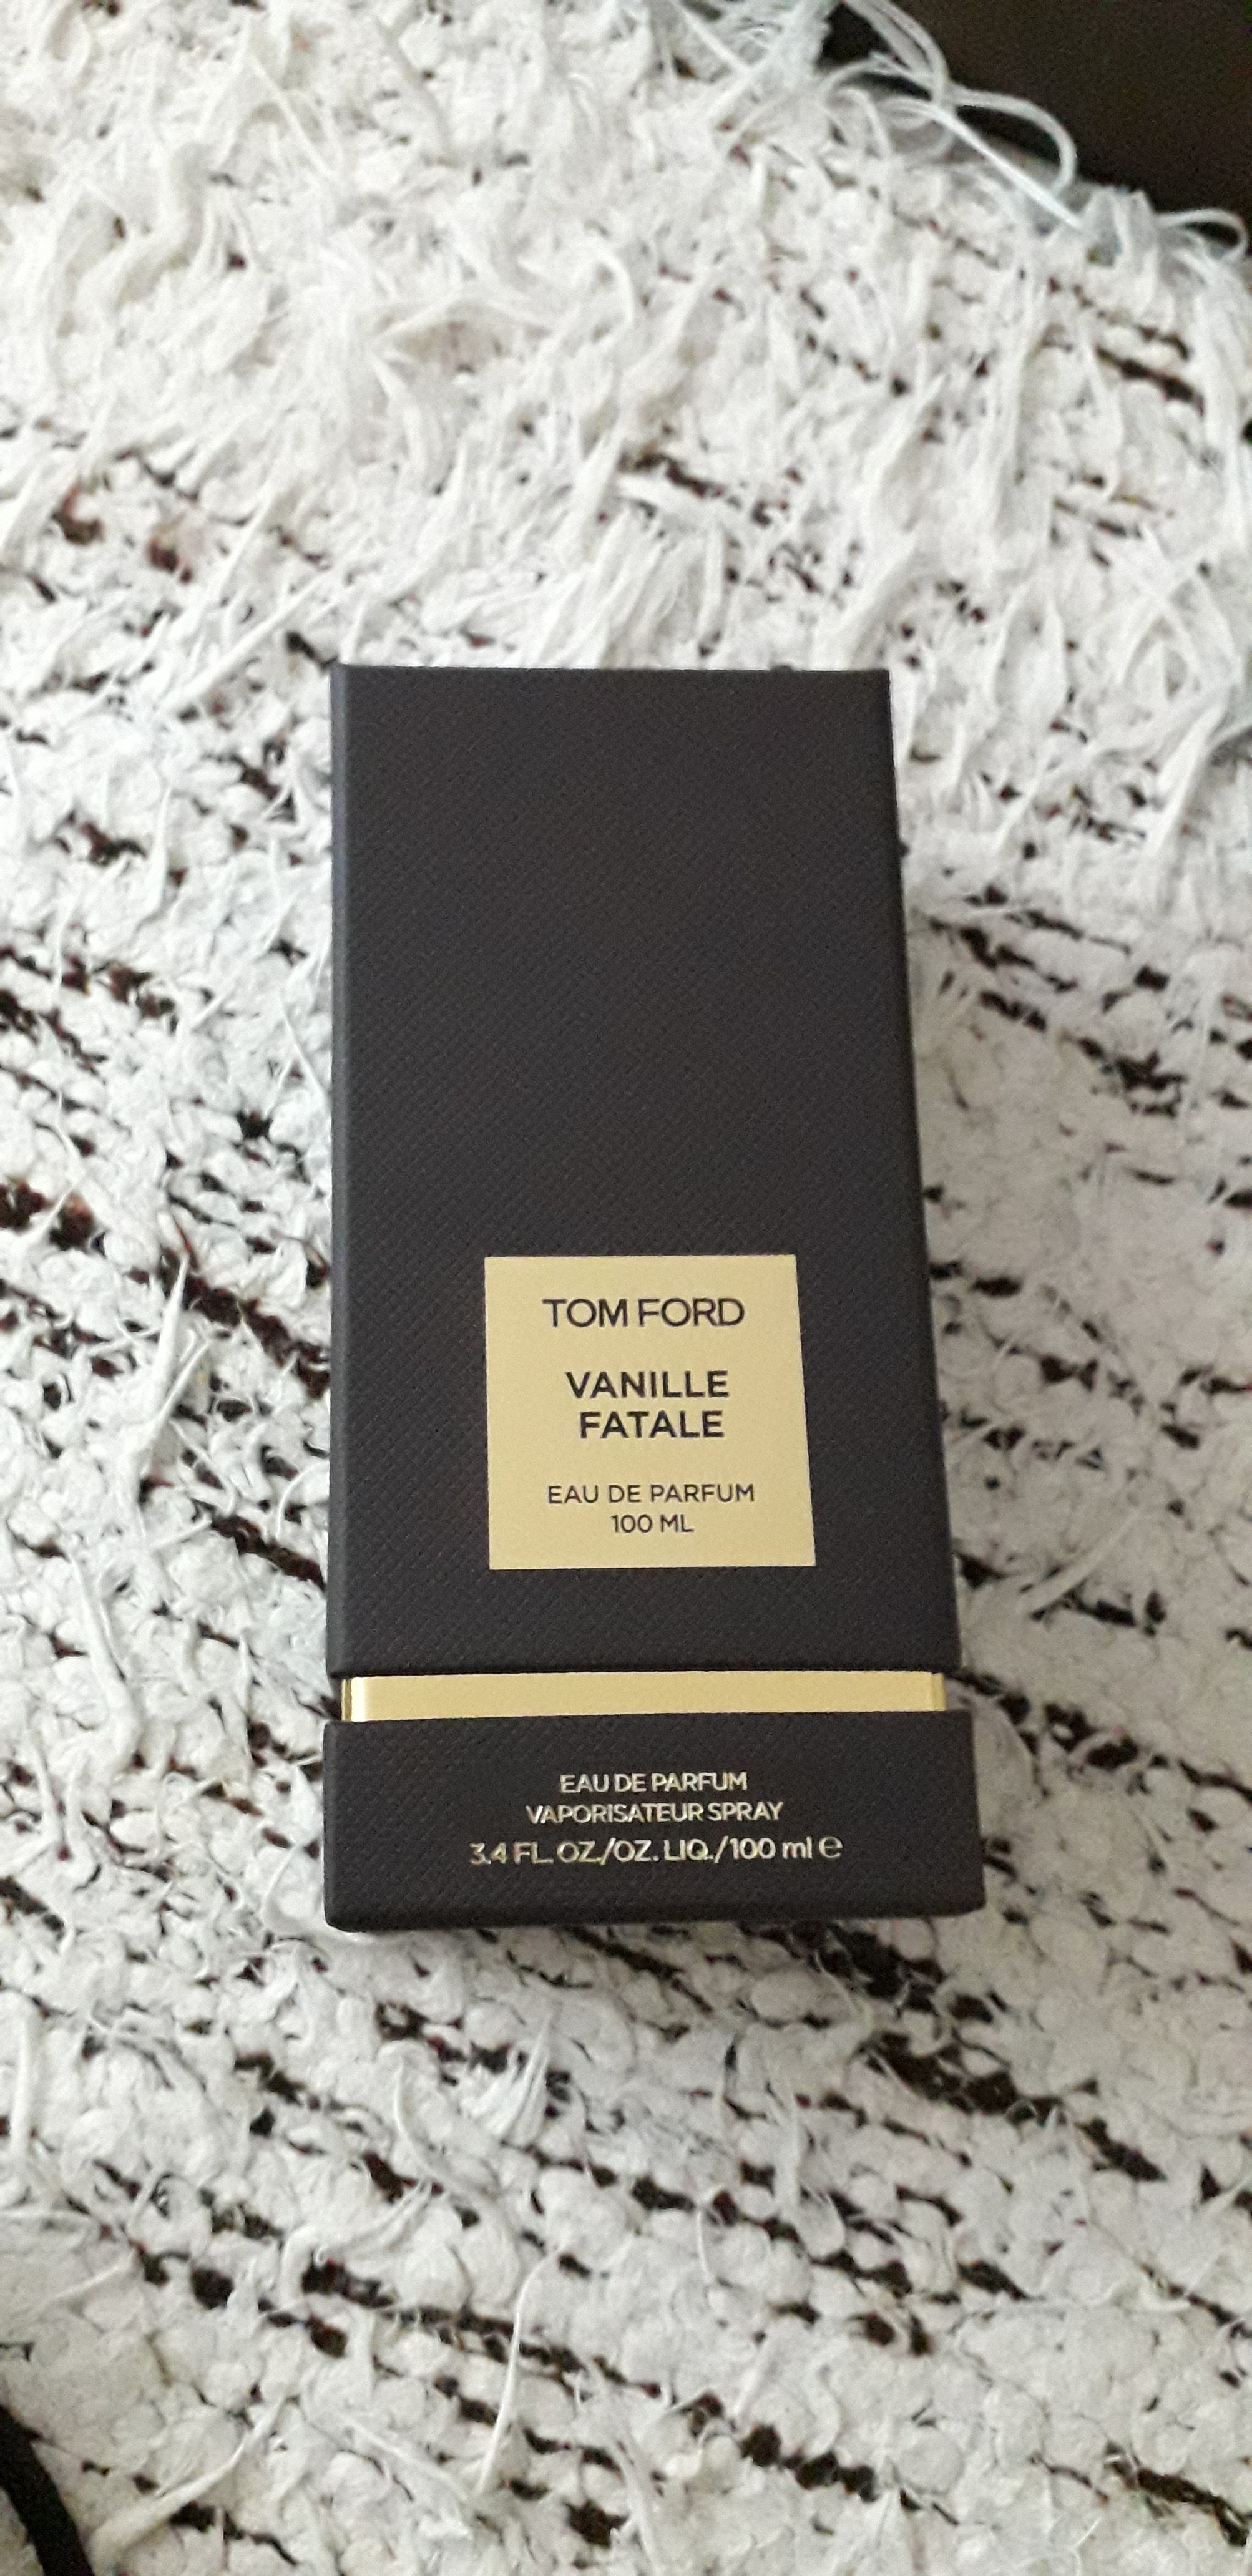 TOM FORD
VANILLE
FATALE
EAU DE PARFUM
100 ML
EAU DE PARFUM
VAPORISATEUR SPRAY
3.4 FL. OZ./OZ. LIQ./100 ml ℮